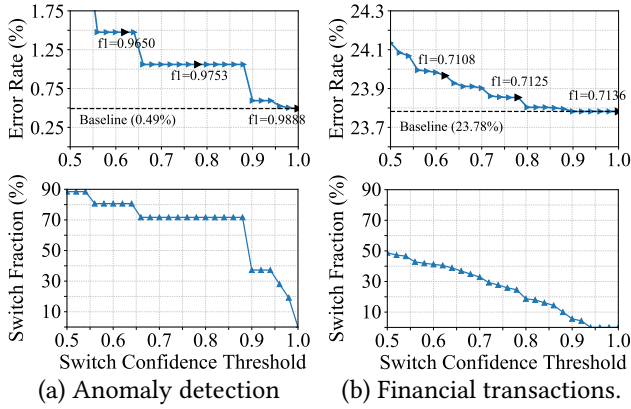 1.75
1.25
0.75
0.25
Error Rate (%)
f1=0.9650
f1=0.9753
f1=0.9888
Baseline (0.49%)
0.5 0.6 0.7 0.8 0.9 1.0
24.3
24.1
23.9
23.7
Error Rate (%)
f1=0.7108
f1=0.7125
f1=0.7136
Baseline (23.78%)
0.5 0.6 0.7 0.8 0.9 1.0
90
70
50
30
10
Switch Fraction (%)
0.5 0.6 0.7 0.8 0.9 1.0
90
70
50
30
10
Switch Fraction (%)
0.5 0.6 0.7 0.8 0.9 1.0
Switch Confidence Threshold
Switch Confidence Threshold
(a) Anomaly detection
(b) Financial transactions.